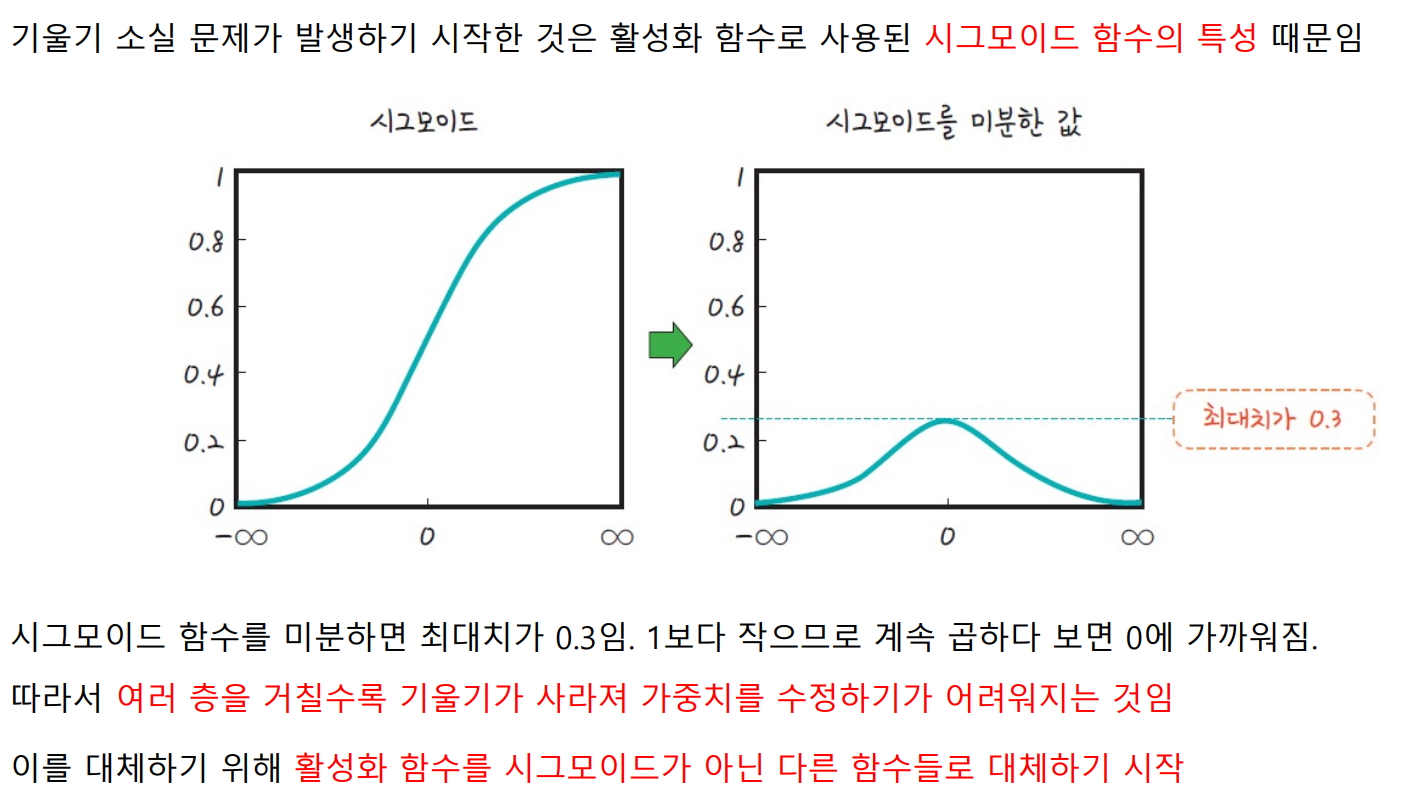 기울기 소실 문제가 발생하기 시작한 것은 활성화 함수로 사용된 시그모이드 함수의 특성 때문임
시그모이드
1
0.8
0.6
0.4
0.2
0
-∞
0
∞
시그모이드를 미분한 값
1
0.8
0.6
0.4
0.2
0
-∞
0
∞
최대치가 0.3
시그모이드 함수를 미분하면 최대치가 0.3임. 1보다 작으므로 계속 곱하다 보면 0에 가까워짐.
따라서 여러 층을 거칠수록 기울기가 사라져 가중치를 수정하기가 어려워지는 것임
이를 대체하기 위해 활성화 함수를 시그모이드가 아닌 다른 함수들로 대체하기 시작